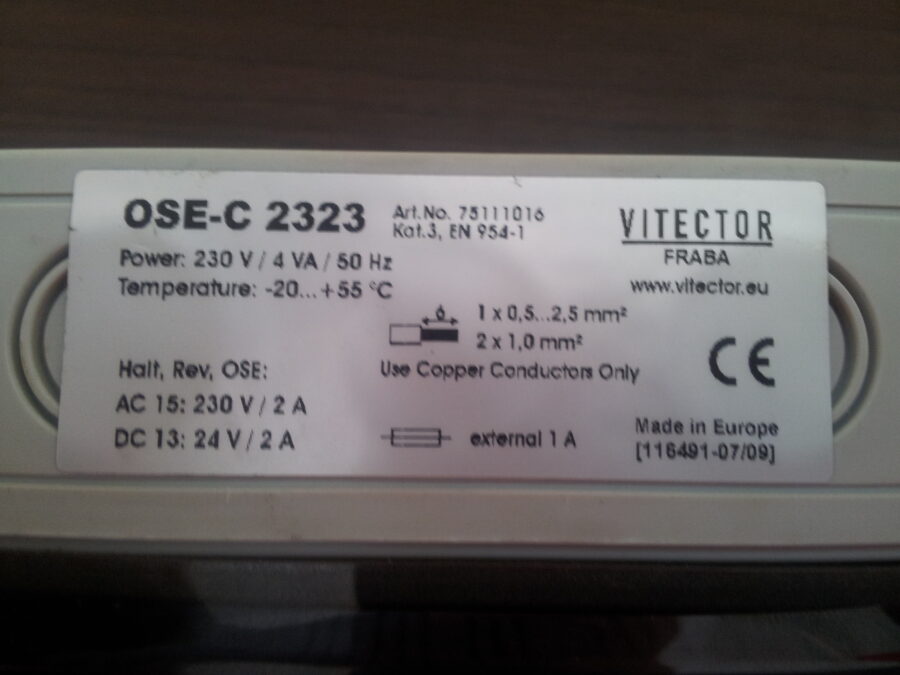 OSE-C 2323
Art.No. 75111016
Kat.3, EN 954-1
VITECTOR
FRABA
www.vitector.eu
Power: 230 V / 4 VA / 50 Hz
Temperature: -20...+55 °C
6
1 x 0,5...2,5 mm²
2 x 1,0 mm²
Use Copper Conductors Only
CE
Halt, Rev, OSE:
AC 15: 230 V / 2 A
DC 13: 24 V / 2 A
external 1 A
Made in Europe
[116491-07/09]